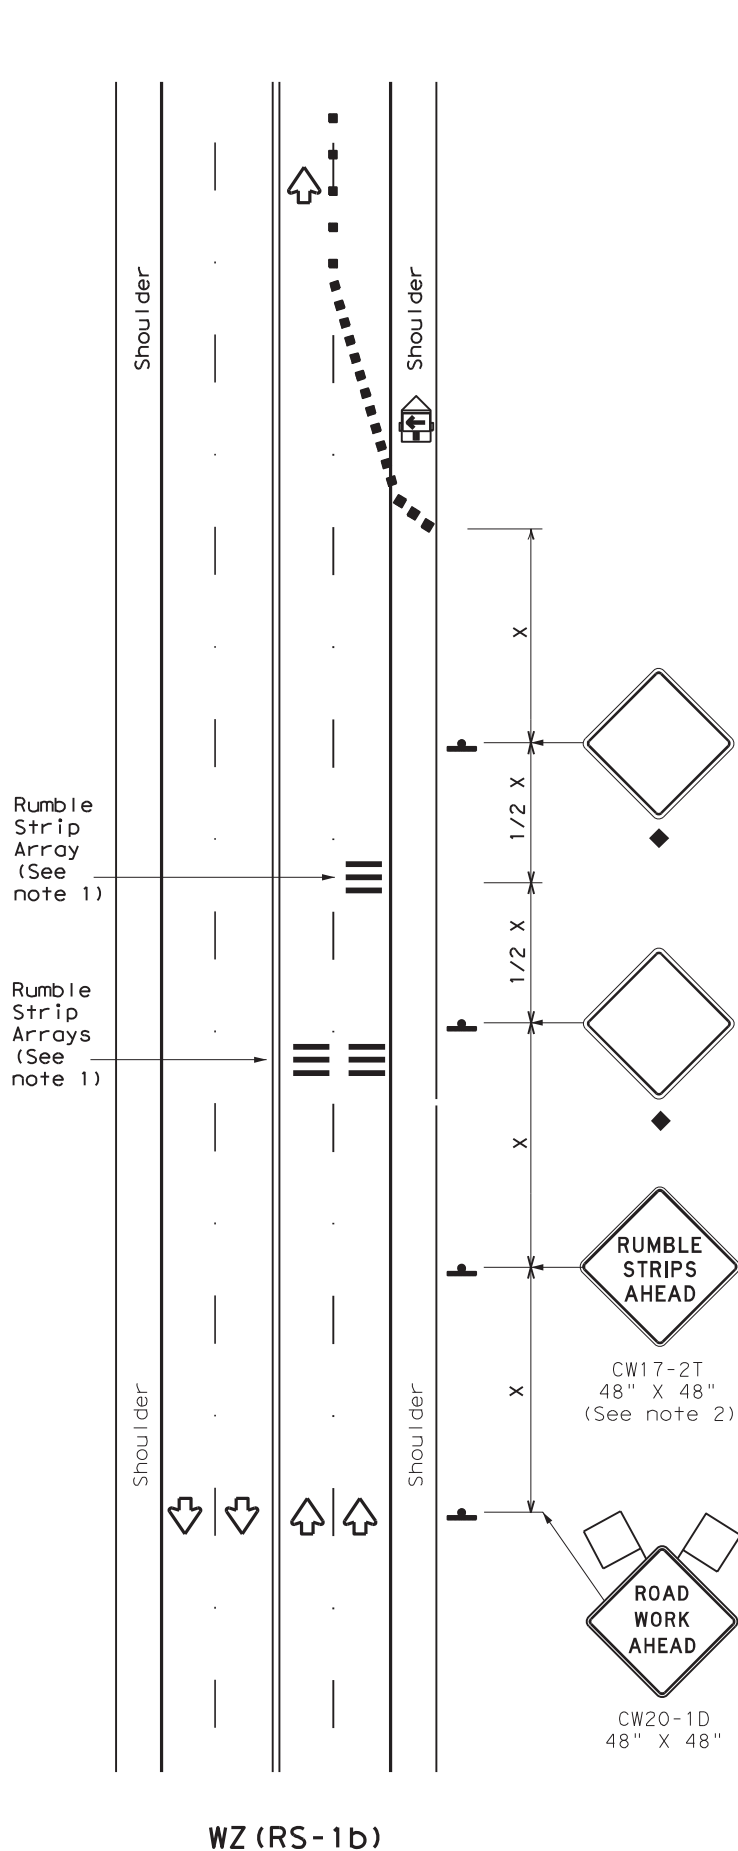 Shoulder
Shoulder
X
1/2 X
Rumble
Strip
Array
(See
note 1)
1/2 X
Rumble
Strip
Arrays
(See
note 1)
X
RUMBLE
STRIPS
AHEAD
CW17-2T
48" X 48"
(See note 2)
X
Shoulder
Shoulder
ROAD
WORK
AHEAD
CW20-1D
48" X 48"
WZ(RS-1b)